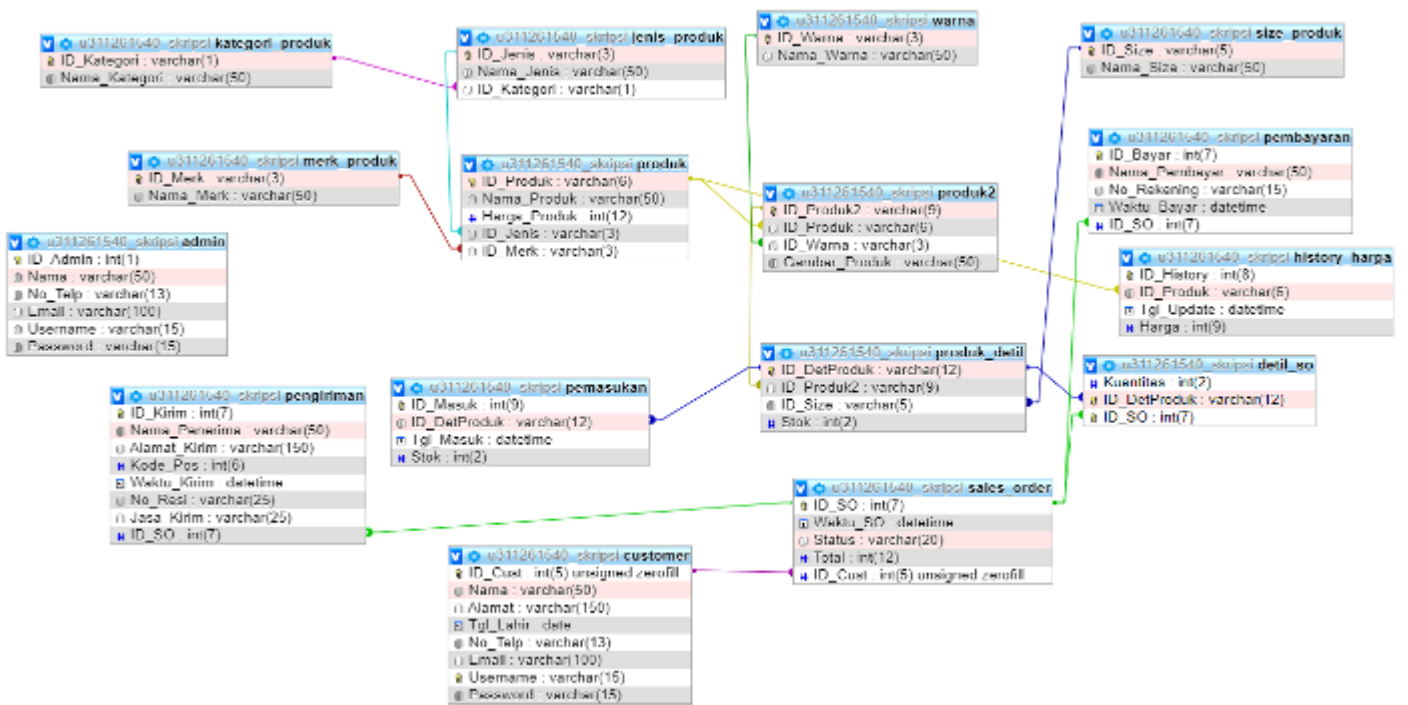 u311261540_skripsi kategori_produk
ID_Kategori : varchar(1)
Nama_Kategori : varchar(50)
u311261540_skripsi jenis_produk
ID_Jenis : varchar(3)
Nama_Jenis : varchar(50)
ID_Kategori : varchar(1)
u311261540_skripsi warna
ID_Warna : varchar(3)
Nama_Warna : varchar(50)
u311261540_skripsi size_produk
ID_Size : varchar(5)
Nama_Size : varchar(50)
u311261540_skripsi merk_produk
ID_Merk : varchar(3)
Nama_Merk : varchar(50)
u311261540_skripsi produk
ID_Produk : varchar(6)
Nama_Produk : varchar(50)
Harga_Produk : int(12)
ID_Jenis : varchar(3)
ID_Merk : varchar(3)
u311261540_skripsi produk2
ID_Produk2 : varchar(9)
ID_Produk : varchar(6)
ID_Warna : varchar(3)
Gambar_Produk : varchar(50)
u311261540_skripsi pembayaran
ID_Bayar : int(7)
Nama_Pembayar : varchar(50)
No_Rekening : varchar(15)
Waktu_Bayar : datetime
ID_SO : int(7)
u311261540_skripsi admin
ID_Admin : int(1)
Nama : varchar(50)
No_Telp : varchar(13)
Email : varchar(100)
Username : varchar(15)
Password : varchar(15)
u311261540_skripsi history_harga
ID_History : int(8)
ID_Produk : varchar(6)
Tgl_Update : datetime
Harga : int(9)
u311261540_skripsi pengiriman
ID_Kirim : int(7)
Nama_Penerima : varchar(50)
Alamat_Kirim : varchar(150)
Kode_Pos : int(6)
Waktu_Kirim : datetime
No_Resi : varchar(25)
Jasa_Kirim : varchar(25)
ID_SO : int(7)
u311261540_skripsi pemasukan
ID_Masuk : int(9)
ID_DetProduk : varchar(12)
Tgl_Masuk : datetime
Stok : int(2)
u311261540_skripsi produk_detil
ID_DetProduk : varchar(12)
ID_Produk2 : varchar(9)
ID_Size : varchar(5)
Stok : int(2)
u311261540_skripsi detil_so
Kuantitas : int(2)
ID_DetProduk : varchar(12)
ID_SO : int(7)
u311261540_skripsi sales_order
ID_SO : int(7)
Waktu_SO : datetime
Status : varchar(20)
Total : int(12)
ID_Cust : int(5) unsigned zerofill
u311261540_skripsi customer
ID_Cust : int(5) unsigned zerofill
Nama : varchar(50)
Alamat : varchar(150)
Tgl_Lahir : date
No_Telp : varchar(13)
Email : varchar(100)
Username : varchar(15)
Password : varchar(15)